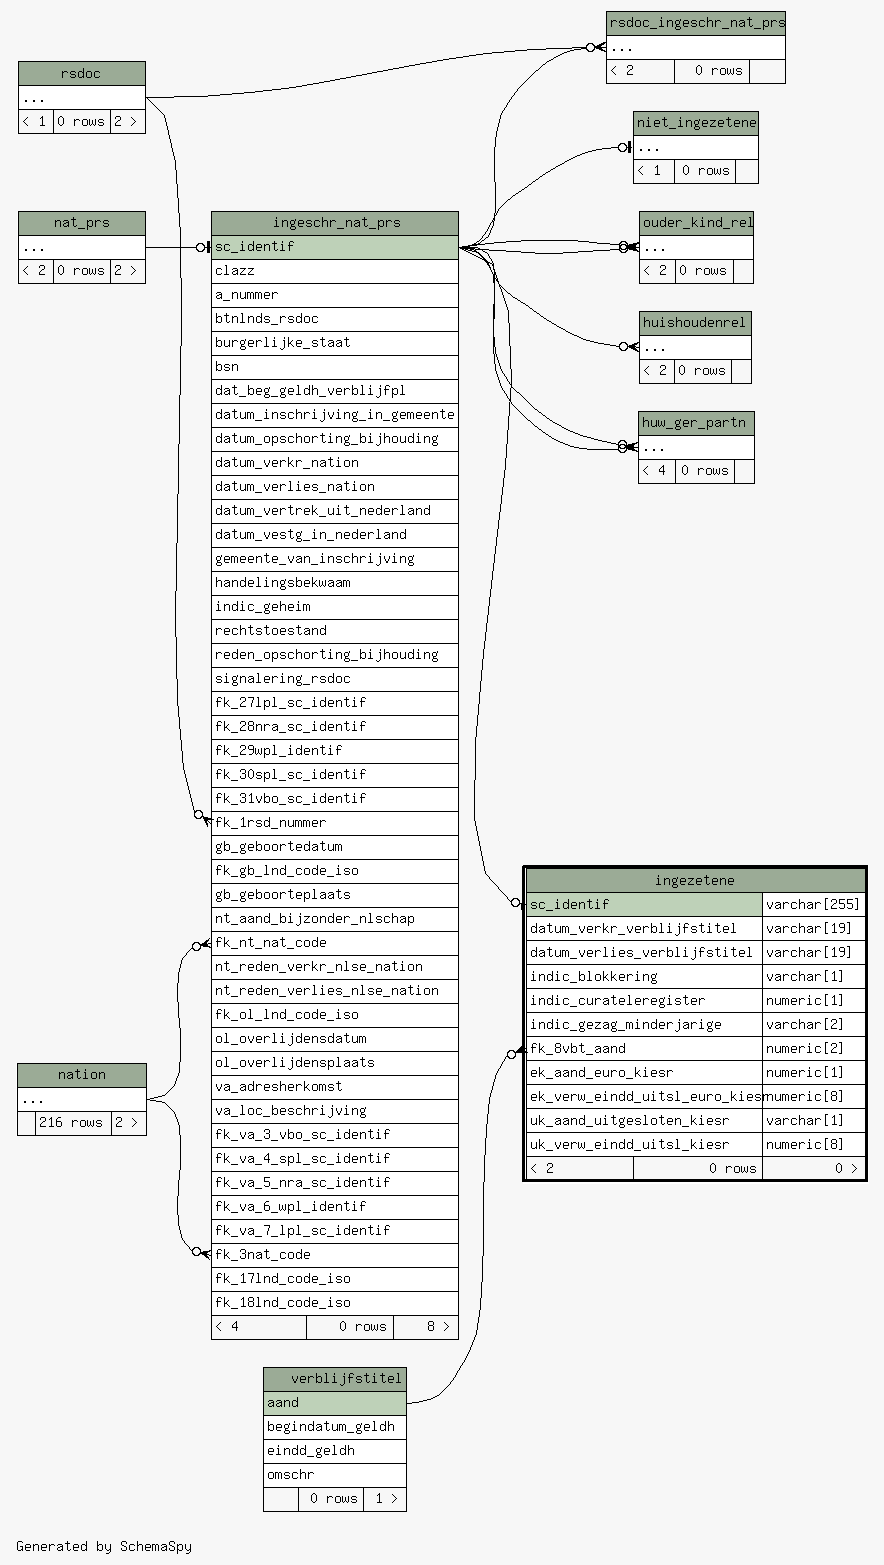 rsdoc_ingeschr_nat_prs
...
< 2 0 rows
rsdoc
...
< 1 0 rows 2 >
niet_ingezetene
...
< 1 0 rows
nat_prs
...
< 2 0 rows 2 >
ouder_kind_rel
...
< 2 0 rows
huishoudenrel
...
< 2 0 rows
huw_ger_partn
...
< 4 0 rows
ingeschr_nat_prs
sc_identif
clazz
a_nummer
btnlnds_rsdoc
burgerlijke_staat
bsn
dat_beg_geldh_verblijfpl
datum_inschrijving_in_gemeente
datum_opschorting_bijhouding
datum_verkr_nation
datum_verlies_nation
datum_vertrek_uit_nederland
datum_vestg_in_nederland
gemeente_van_inschrijving
handelingsbekwaam
indic_geheim
rechtstoestand
reden_opschorting_bijhouding
signalering_rsdoc
fk_27lpl_sc_identif
fk_28nra_sc_identif
fk_29wpl_identif
fk_30spl_sc_identif
fk_31vbo_sc_identif
fk_1rsd_nummer
gb_geboortedatum
fk_gb_lnd_code_iso
gb_geboorteplaats
nt_aand_bijzonder_nlschap
fk_nt_nat_code
nt_reden_verkr_nlse_nation
nt_reden_verlies_nlse_nation
fk_ol_lnd_code_iso
ol_overlijdensdatum
ol_overlijdensplaats
va_adresherkomst
va_loc_beschrijving
fk_va_3_vbo_sc_identif
fk_va_4_spl_sc_identif
fk_va_5_nra_sc_identif
fk_va_6_wpl_identif
fk_va_7_lpl_sc_identif
fk_3nat_code
fk_17lnd_code_iso
fk_18lnd_code_iso
< 4 0 rows 8 >
ingezetene
sc_identif varchar[255]
datum_verkr_verblijfstitel varchar[19]
datum_verlies_verblijfstitel varchar[19]
indic_blokkering varchar[1]
indic_curateleregister numeric[1]
indic_gezag_minderjarige varchar[2]
fk_8vbt_aand numeric[2]
ek_aand_euro_kiesr numeric[1]
ek_verw_eindd_uitsl_euro_kiesr numeric[8]
uk_aand_uitgesloten_kiesr varchar[1]
uk_verw_eindd_uitsl_kiesr numeric[8]
< 2 0 rows 0 >
nation
...
216 rows 2 >
verblijfstitel
aand
begindatum_geldh
eindd_geldh
omschr
0 rows 1 >
Generated by SchemaSpy